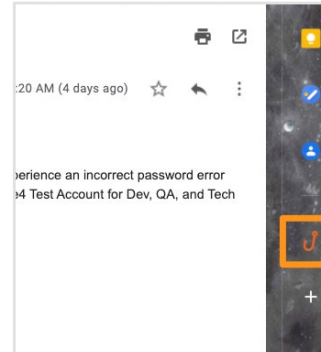 :20 AM (4 days ago)
perience an incorrect password error
e4 Test Account for Dev, QA, and Tech